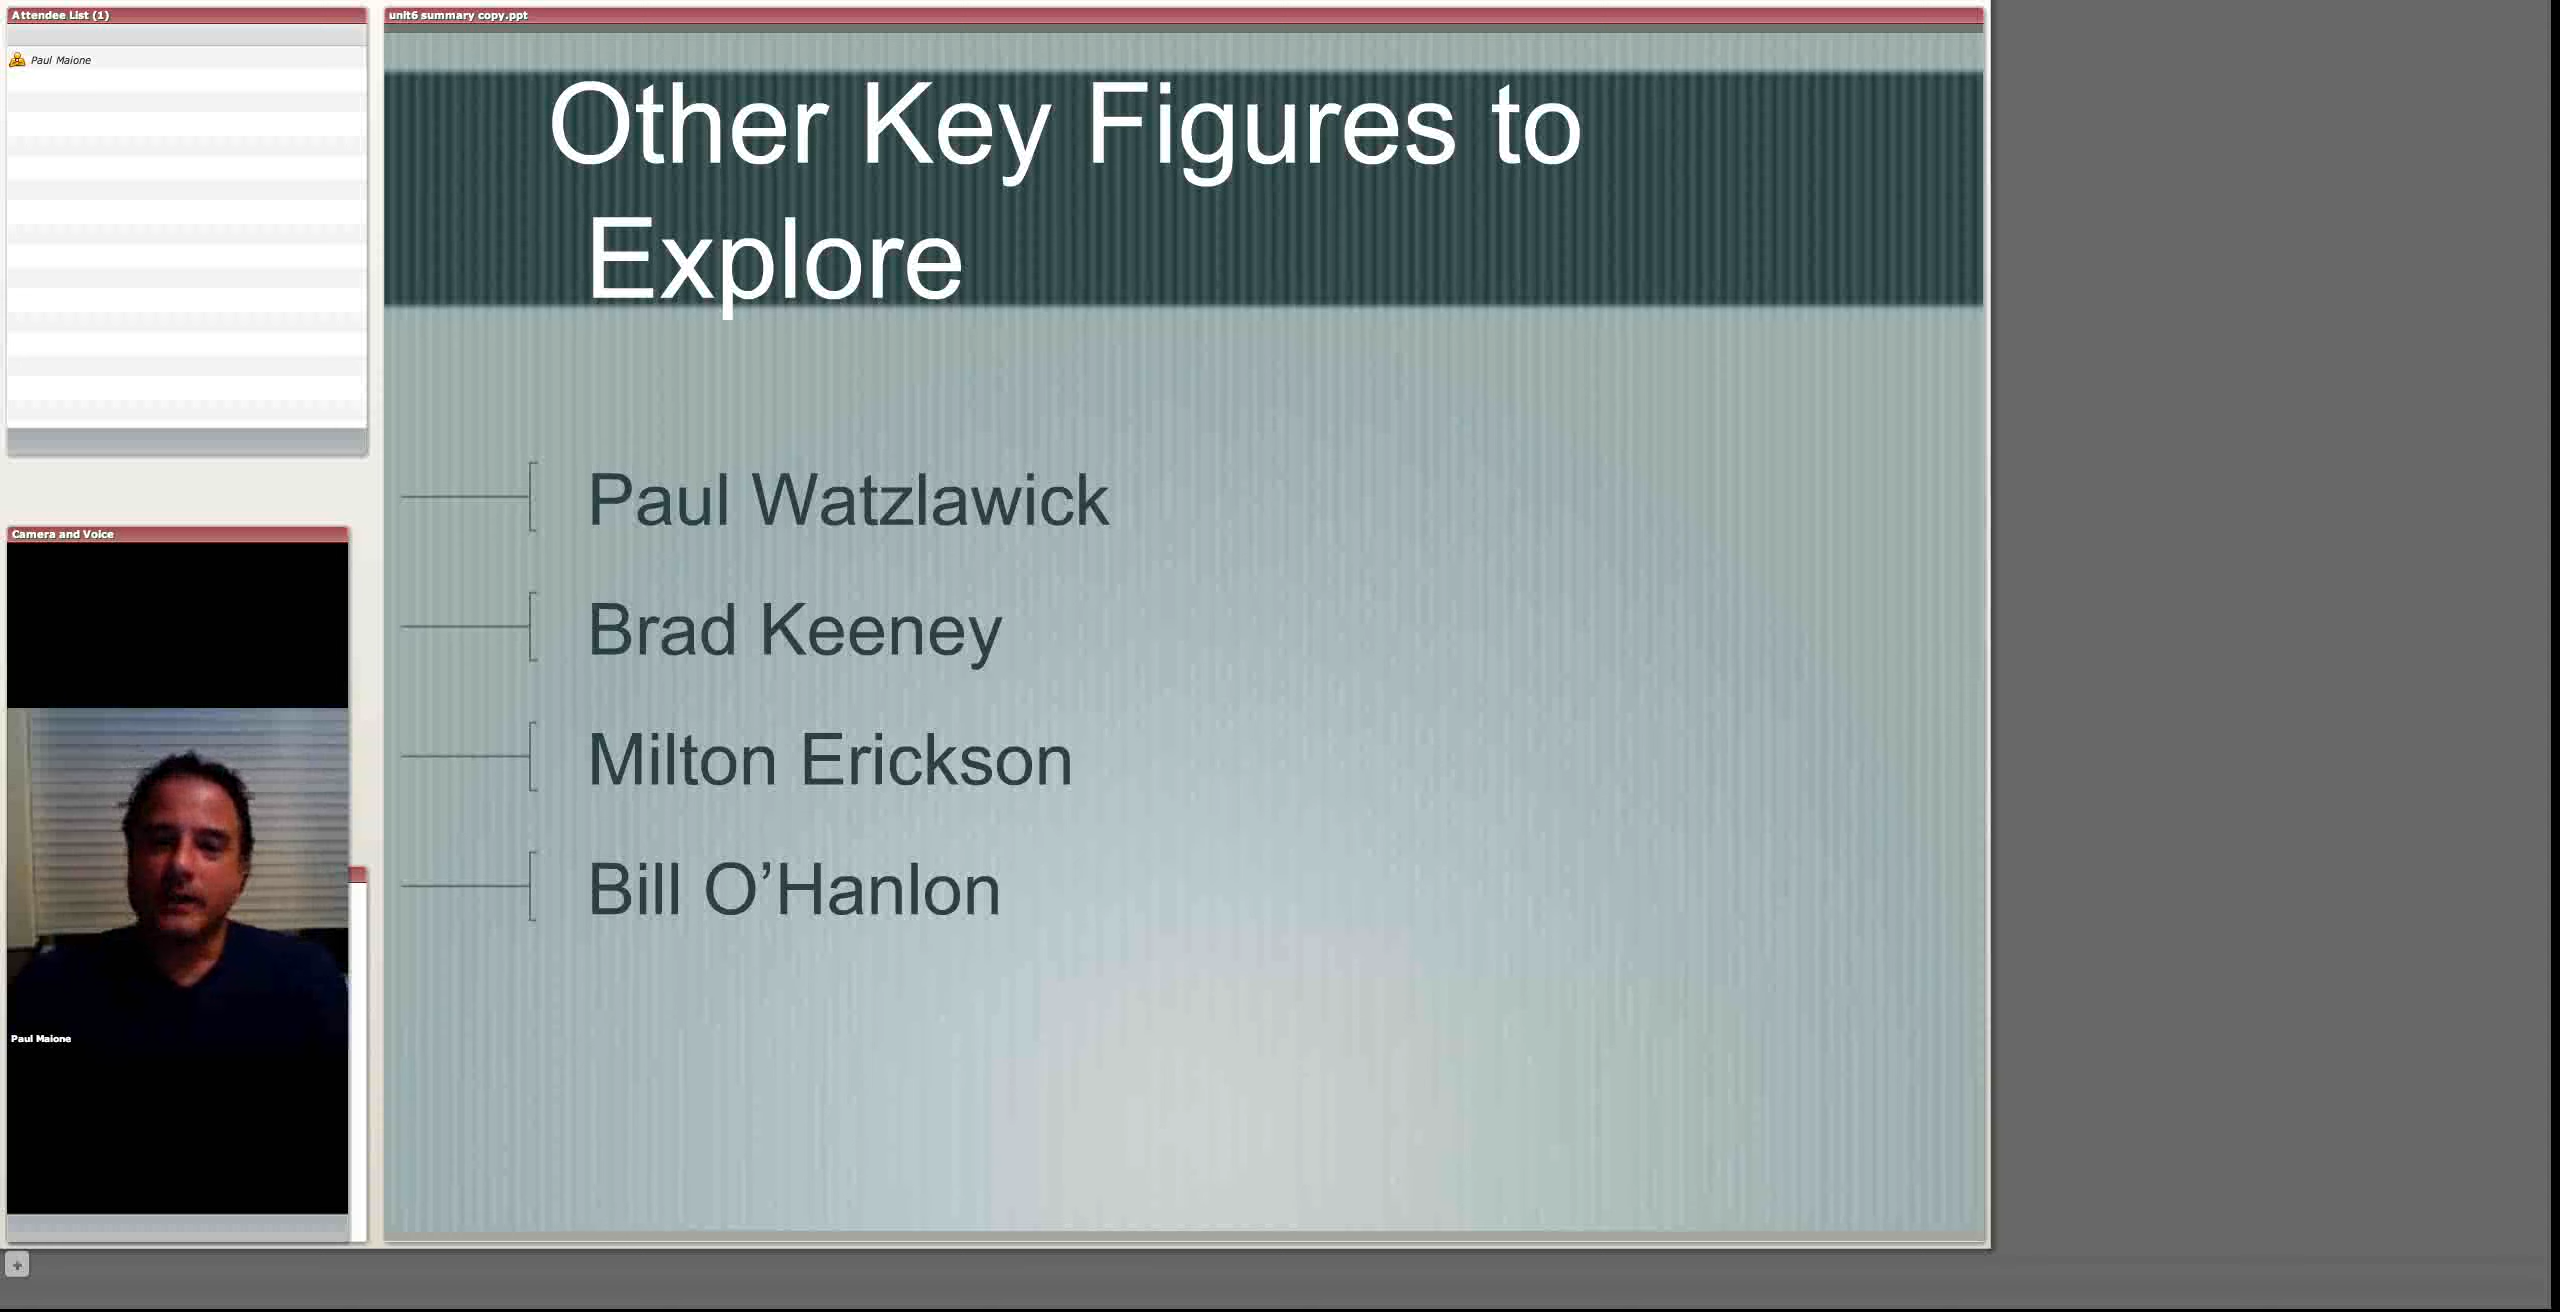 Attendee List (1)
Paul Maione
unit6 summary copy.ppt
Other Key Figures to
Explore
Paul Watzlawick
Brad Keeney
Milton Erickson
Bill O’Hanlon
Camera and Voice
Paul Maione